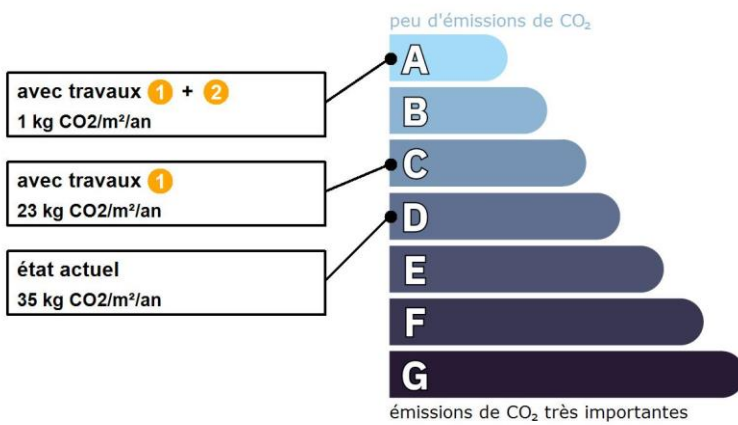 peu d'émissions de CO₂
A
avec travaux 1 + 2
1 kg CO2/m²/an
B
C
avec travaux 1
23 kg CO2/m²/an
D
état actuel
35 kg CO2/m²/an
E
F
G
émissions de CO₂ très importantes